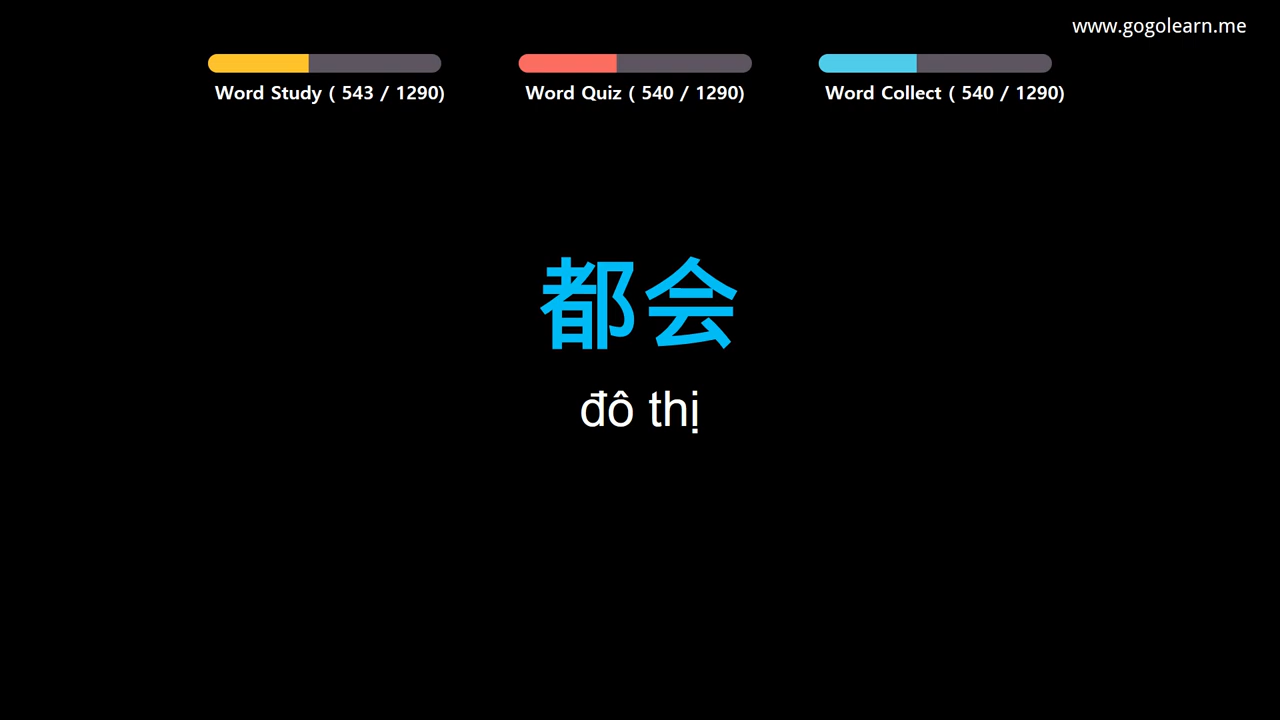 www.gogolearn.me
Word Study ( 543 / 1290)
Word Quiz ( 540 / 1290)
Word Collect ( 540 / 1290)
都会
đô thị